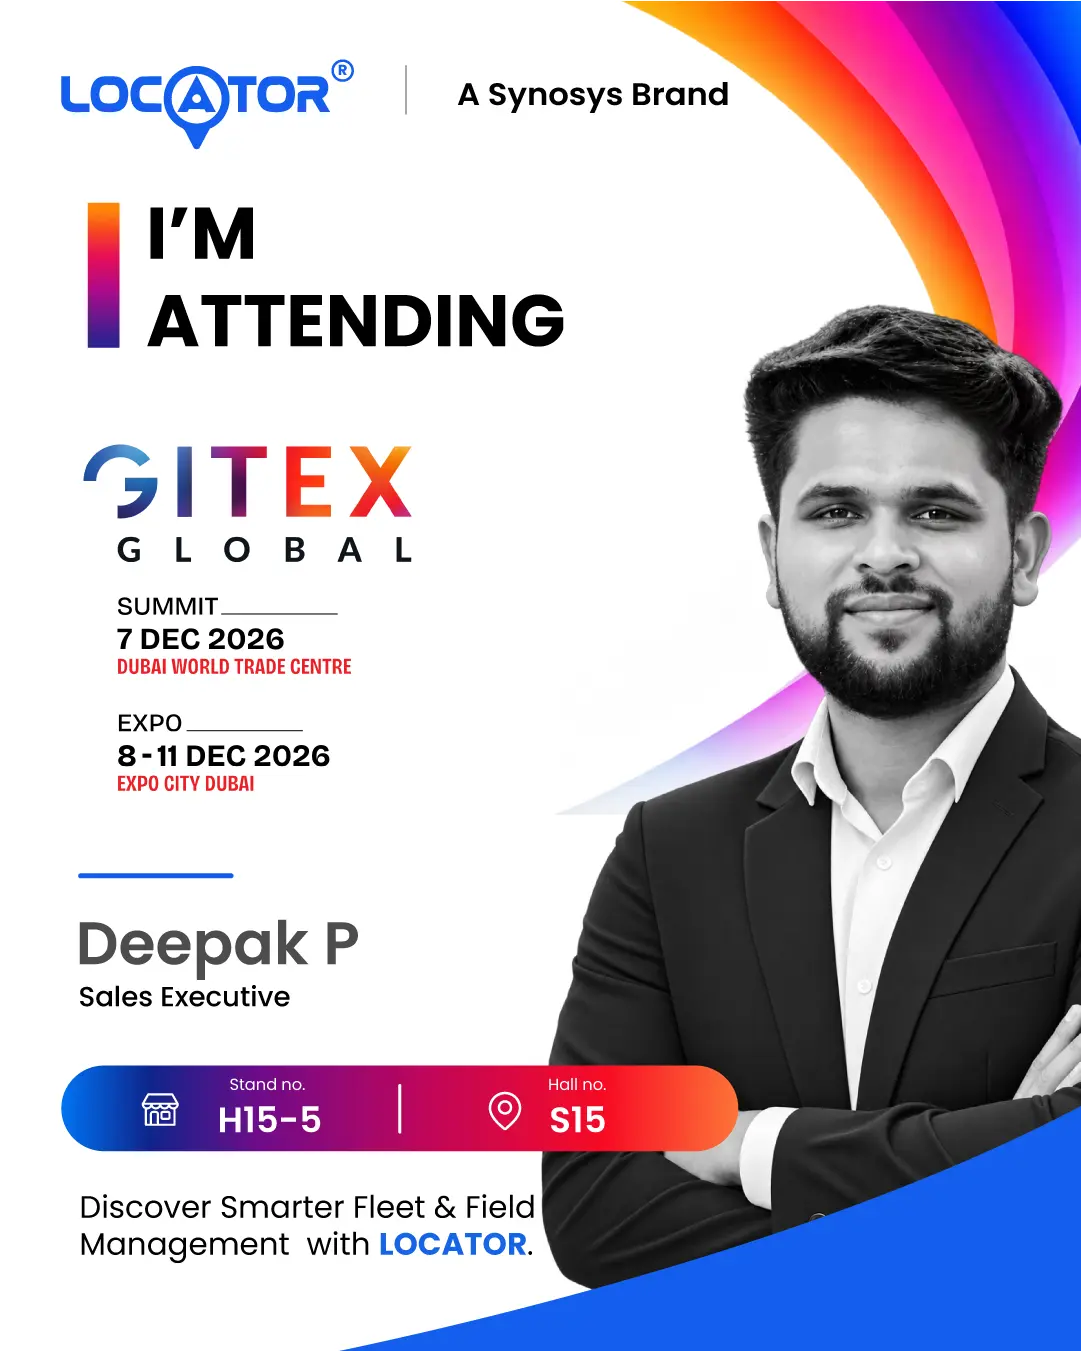 LOCATOR®
A Synosys Brand
I’M
ATTENDING
GITEX
GLOBAL
SUMMIT
7 DEC 2026
DUBAI WORLD TRADE CENTRE
EXPO
8 - 11 DEC 2026
EXPO CITY DUBAI
Deepak P
Sales Executive
Stand no.
H15-5
Hall no.
S15
Discover Smarter Fleet & Field
Management with LOCATOR.